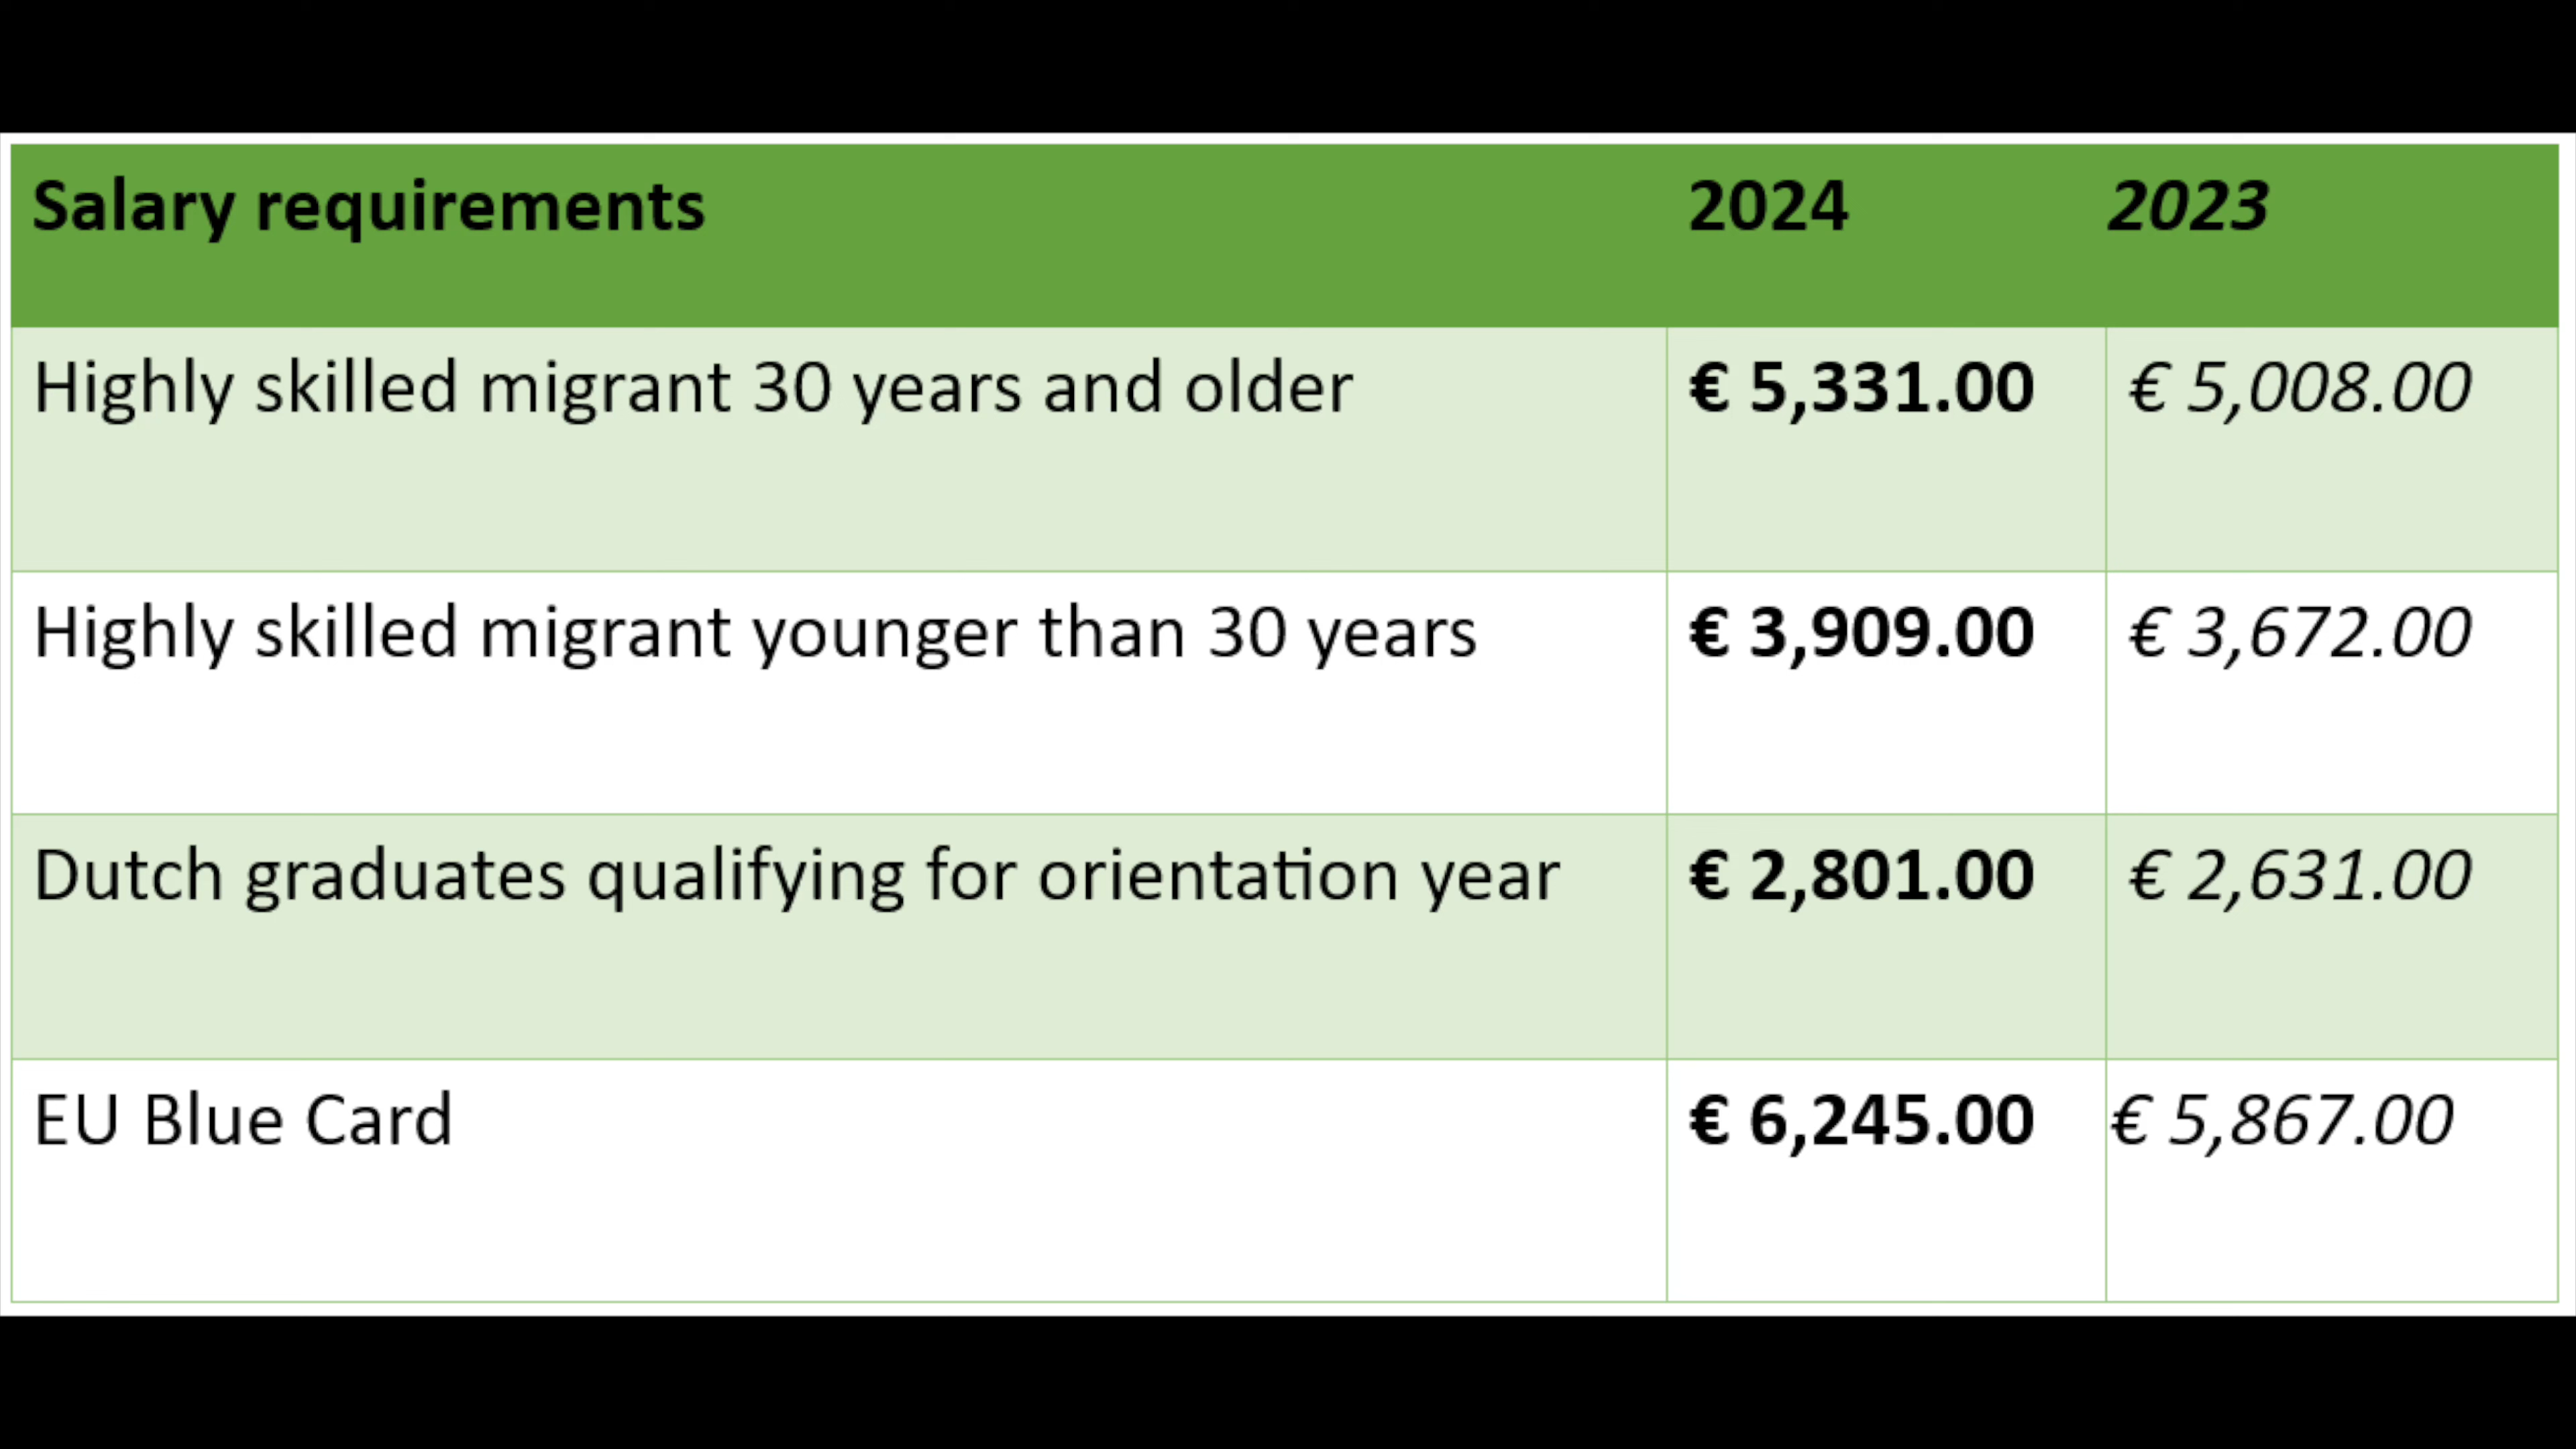 Salary requirements 2024 2023
Highly skilled migrant 30 years and older € 5,331.00 € 5,008.00
Highly skilled migrant younger than 30 years € 3,909.00 € 3,672.00
Dutch graduates qualifying for orientation year € 2,801.00 € 2,631.00
EU Blue Card € 6,245.00 € 5,867.00